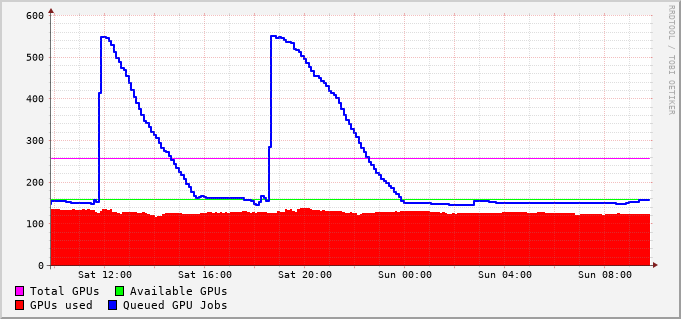 600
500
400
300
200
100
0
Sat 12:00 Sat 16:00 Sat 20:00 Sun 00:00 Sun 04:00 Sun 08:00
Total GPUs Available GPUs
GPUs used Queued GPU Jobs
RRDTOOL / TOBI OETIKER